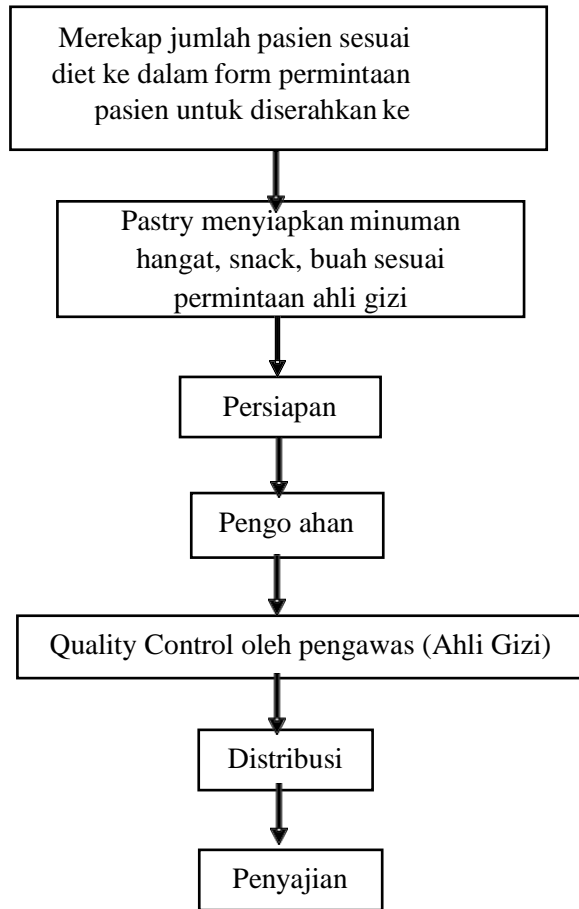 Merekap jumlah pasien sesuai
diet ke dalam form permintaan
pasien untuk diserahkan ke
Pastry menyiapkan minuman
hangat, snack, buah sesuai
permintaan ahli gizi
Persiapan
Pengo ahan
Quality Control oleh pengawas (Ahli Gizi)
Distribusi
Penyajian